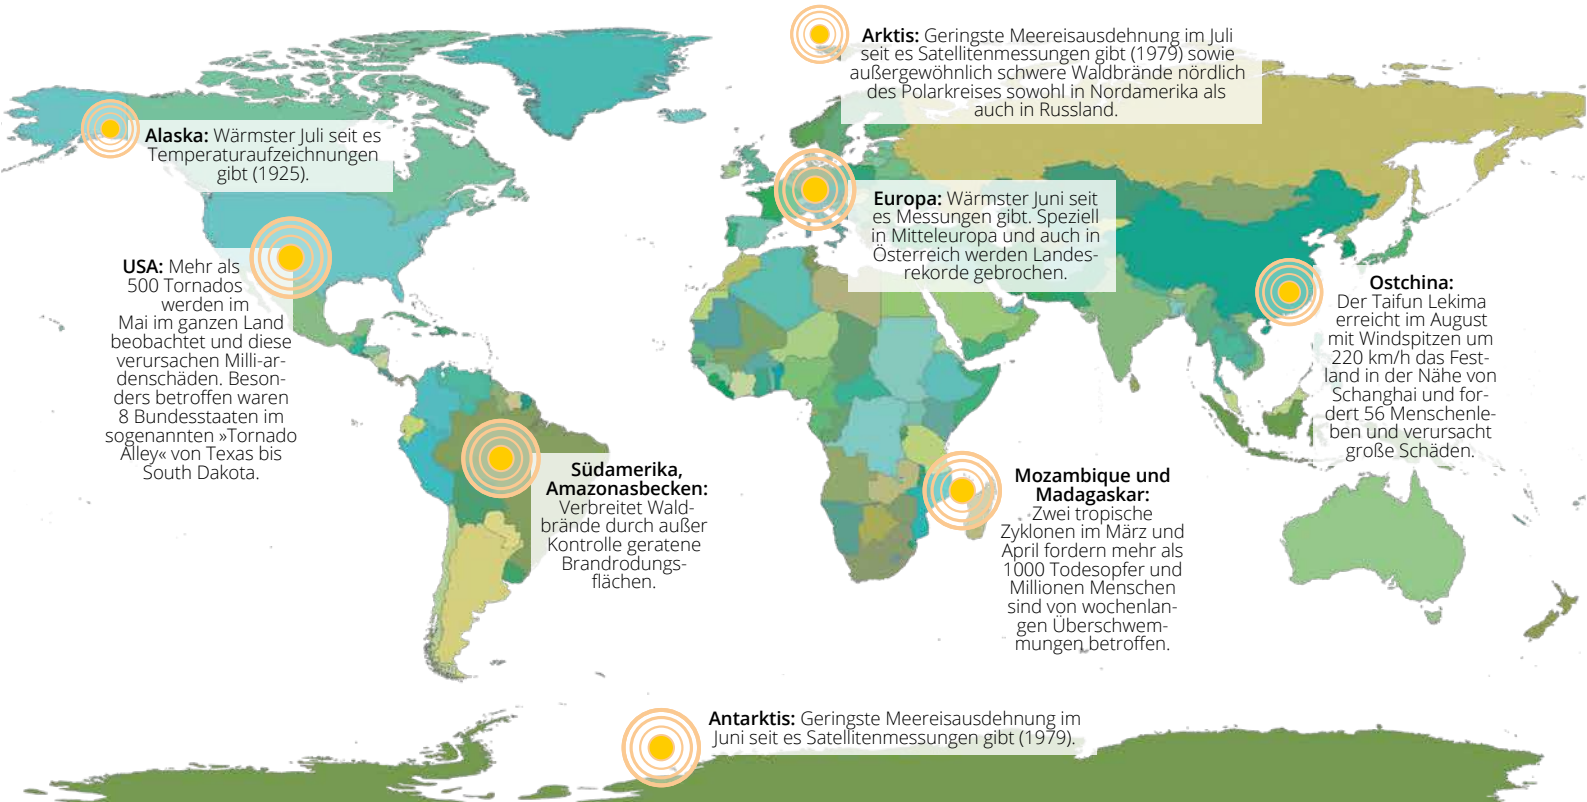 Arktis: Geringste Meereisausdehnung im Juli
seit es Satellitenmessungen gibt (1979) sowie
außergewöhnlich schwere Waldbrände nördlich
des Polarkreises sowohl in Nordamerika als
auch in Russland.
Alaska: Wärmster Juli seit es
Temperaturaufzeichnungen
gibt (1925).
Europa: Wärmster Juni seit
es Messungen gibt. Speziell
in Mitteleuropa und auch in
Österreich werden Landes-
rekorde gebrochen.
USA: Mehr als
500 Tornados
werden im
Mai im ganzen Land
beobachtet und diese
verursachen Milli-ar-
denschäden. Beson-
ders betroffen waren
8 Bundesstaaten im
sogenannten »Tornado
Alley« von Texas bis
South Dakota.
Ostchina:
Der Taifun Lekima
erreicht im August
mit Windspitzen um
220 km/h das Fest-
land in der Nähe von
Schanghai und for-
dert 56 Menschenle-
ben und verursacht
große Schäden.
Südamerika,
Amazonasbecken:
Verbreitet Wald-
brände durch außer
Kontrolle geratene
Brandrodungs-
flächen.
Mozambique und
Madagaskar:
Zwei tropische
Zyklonen im März und
April fordern mehr als
1000 Todesopfer und
Millionen Menschen
sind von wochenlan-
gen Überschwem-
mungen betroffen.
Antarktis: Geringste Meereisausdehnung im
Juni seit es Satellitenmessungen gibt (1979).